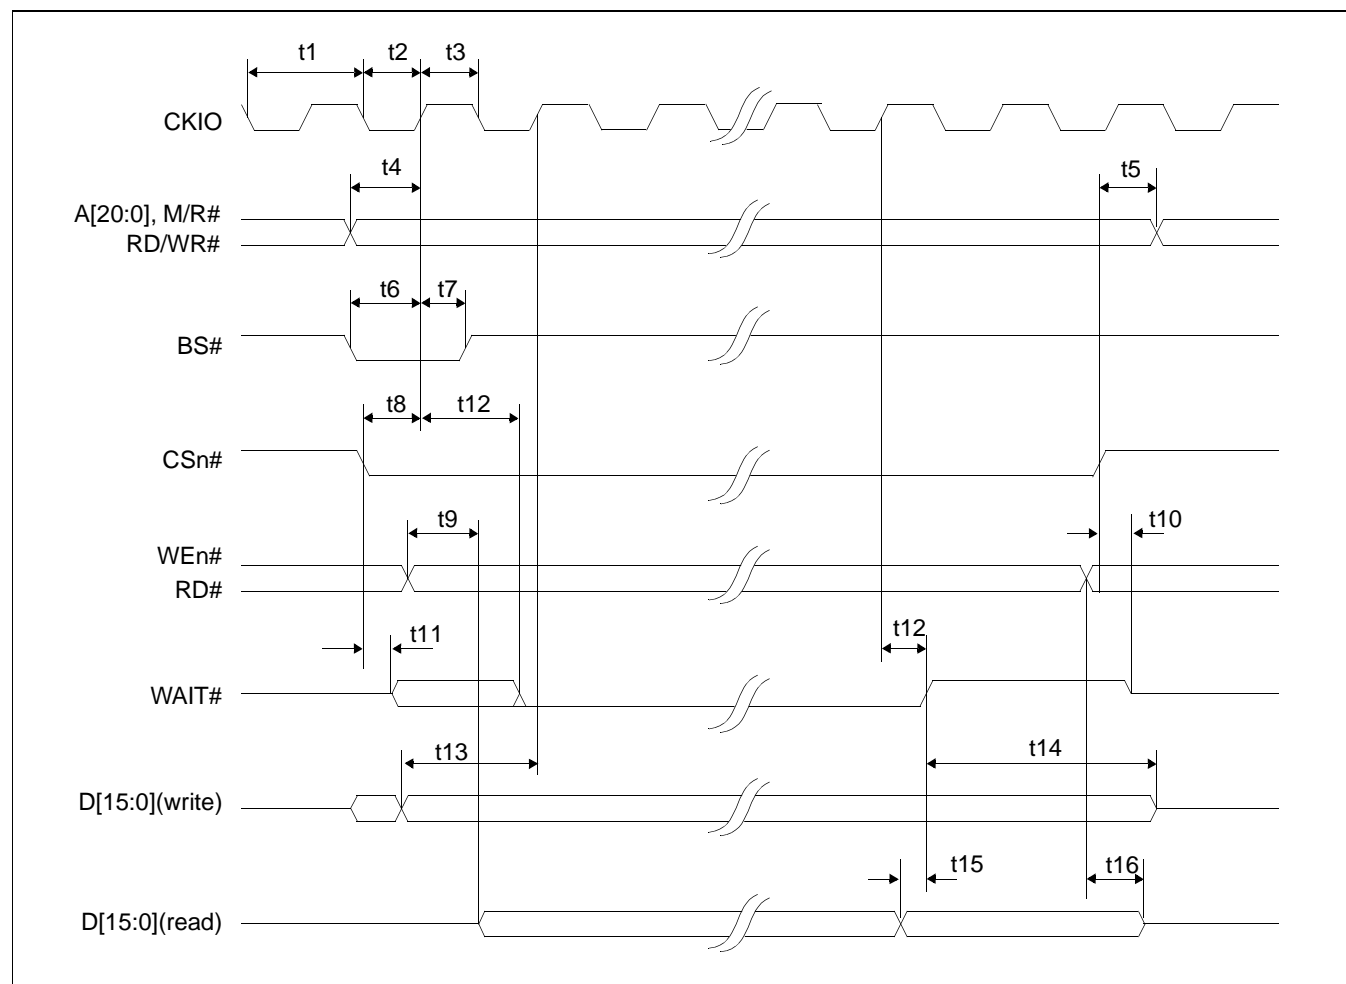 t1 t2 t3
CKIO
t4 t5
A[20:0], M/R#
RD/WR#
t6 t7
BS#
t8 t12
CSn#
t9 t10
WEn#
RD#
t11 t12
WAIT#
t13 t14
D[15:0](write)
t15 t16
D[15:0](read)